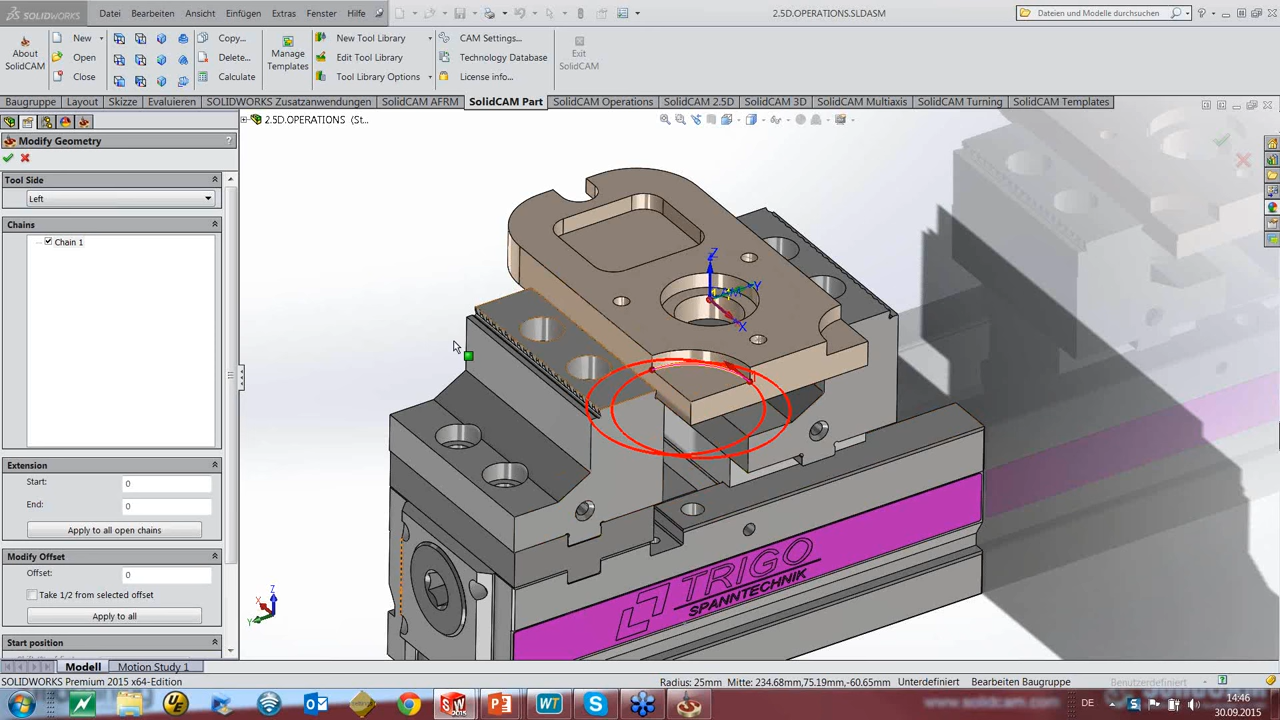 SOLIDWORKS
Datei Bearbeiten Ansicht Einfügen Extras Fenster Hilfe
2.5D.OPERATIONS.SLDASM
Dateien und Modelle durchsuchen
About SolidCAM
New
Open
Close
Copy...
Delete...
Calculate
Manage Templates
New Tool Library
Edit Tool Library
Tool Library Options
CAM Settings...
Technology Database
License info...
Exit SolidCAM
Baugruppe Layout Skizze Evaluieren SOLIDWORKS Zusatzanwendungen SolidCAM AFRM SolidCAM Part SolidCAM Operations SolidCAM 2.5D SolidCAM 3D SolidCAM Multiaxis SolidCAM Turning SolidCAM Templates
2.5D.OPERATIONS (St...
Modify Geometry
?
Tool Side
Left
Chains
Chain 1
Extension
Start: 0
End: 0
Apply to all open chains
Modify Offset
Offset: 0
Take 1/2 from selected offset
Apply to all
Start position
Z
Y
X
TRIGO
SPANNTECHNIK
Z
X
Y
Modell Motion Study 1
SOLIDWORKS Premium 2015 x64-Edition
Radius: 25mm Mitte: 234.68mm,75.19mm,-60.65mm Unterdefiniert Bearbeiten Baugruppe
Benutzerdefiniert
www.solidcam.com
DE
14:46
30.09.2015